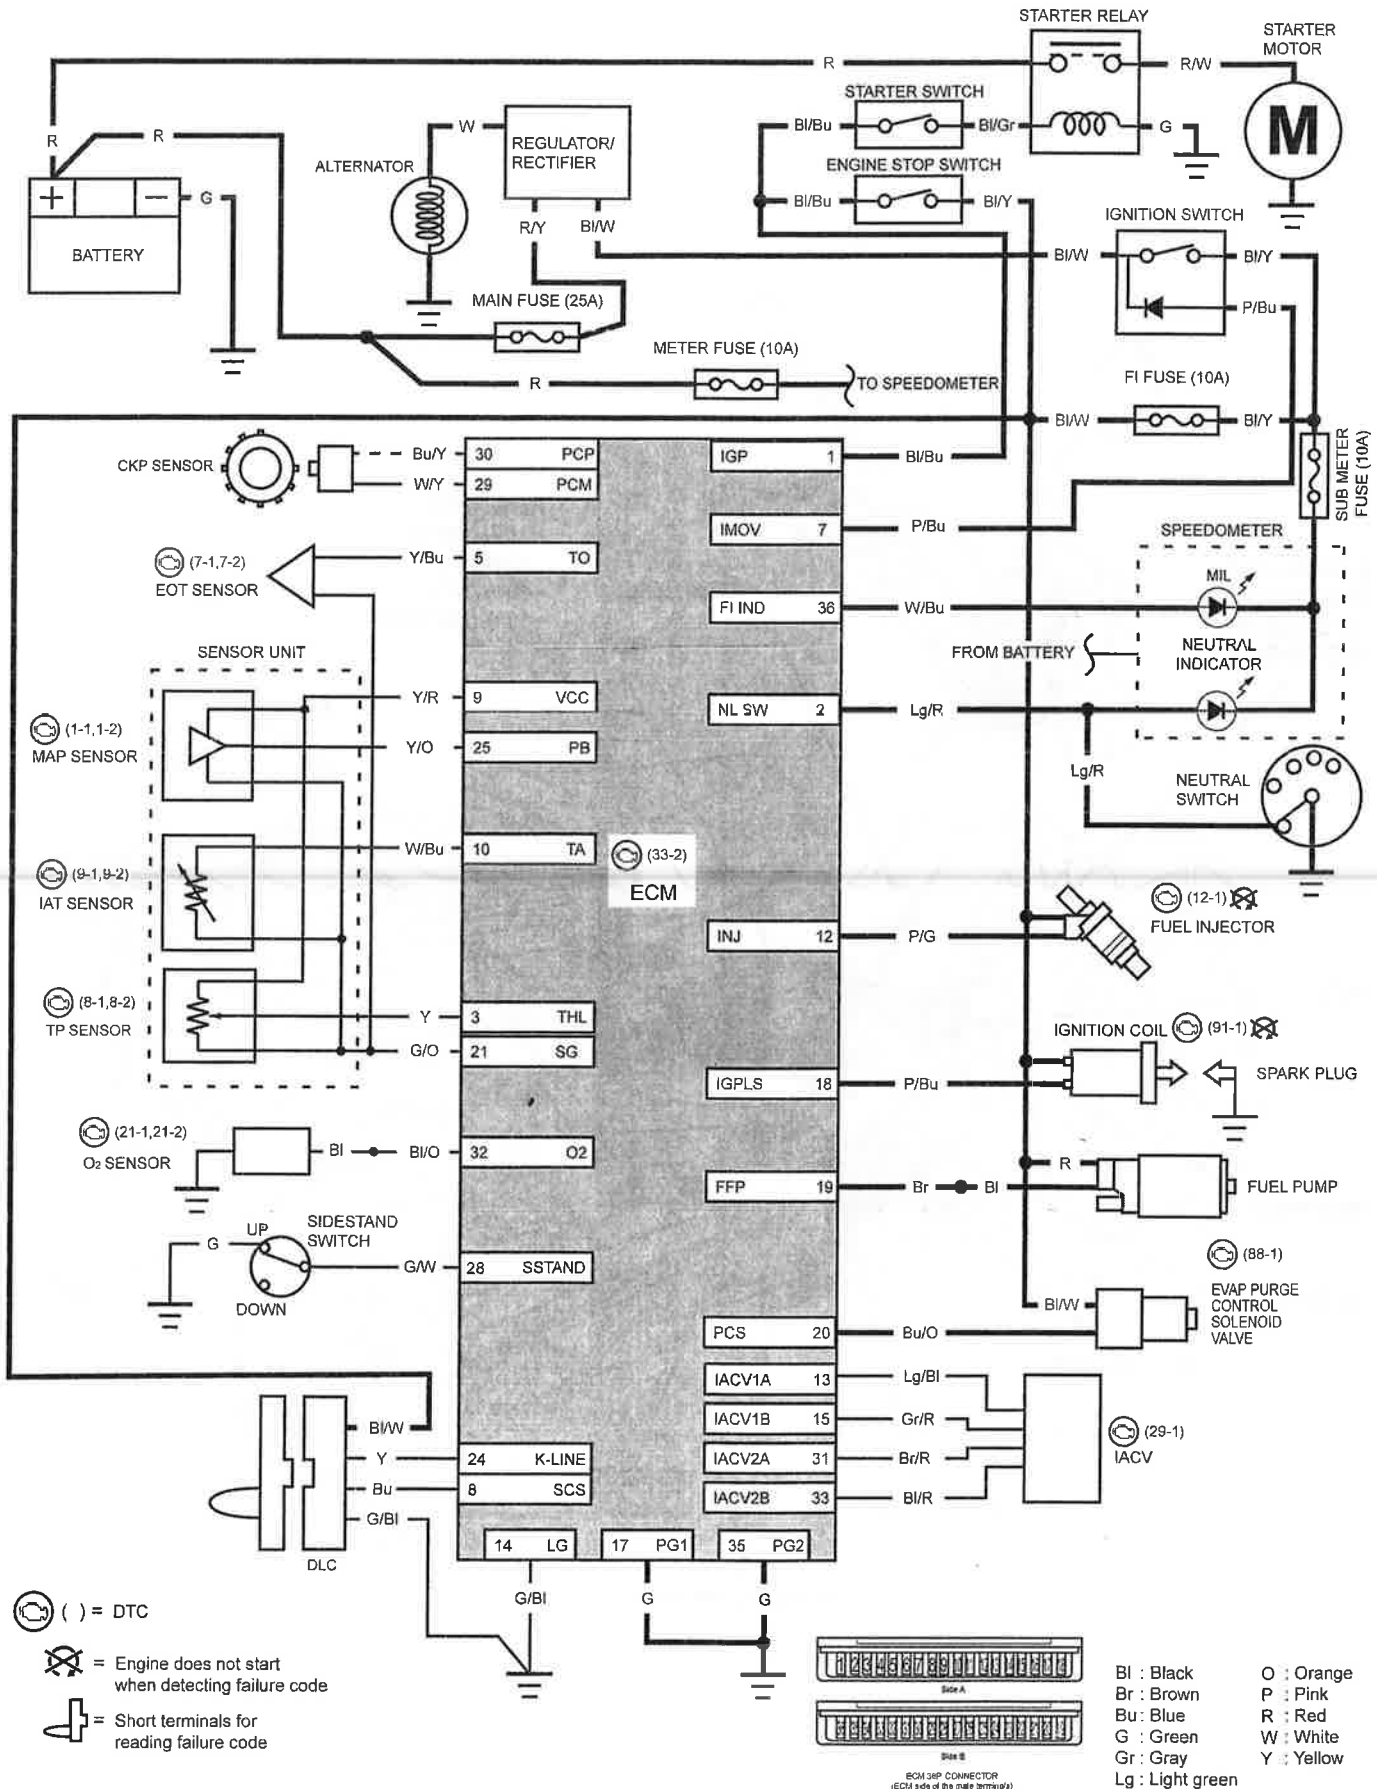 STARTER RELAY
STARTER
MOTOR
R
R/W
STARTER SWITCH
Bl/Bu
Bl/Gr
G
M
R
R
W
REGULATOR/
RECTIFIER
ALTERNATOR
ENGINE STOP SWITCH
Bl/Bu
Bl/Y
+
−
G
BATTERY
R/Y
Bl/W
IGNITION SWITCH
Bl/W
Bl/Y
P/Bu
MAIN FUSE (25A)
METER FUSE (10A)
R
TO SPEEDOMETER
FI FUSE (10A)
Bl/W
Bl/Y
SUB METER
FUSE (10A)
CKP SENSOR
Bu/Y
30 PCP
W/Y
29 PCM
IGP 1
Bl/Bu
IMOV 7
P/Bu
SPEEDOMETER
(7-1,7-2)
EOT SENSOR
Y/Bu
5 TO
MIL
FI IND 36
W/Bu
FROM BATTERY
NEUTRAL
INDICATOR
SENSOR UNIT
Y/R
9 VCC
NL SW 2
Lg/R
(1-1,1-2)
MAP SENSOR
Y/O
25 PB
Lg/R
NEUTRAL
SWITCH
W/Bu
10 TA
(33-2)
ECM
(9-1,9-2)
IAT SENSOR
(12-1)
FUEL INJECTOR
INJ 12
P/G
(8-1,8-2)
TP SENSOR
Y
3 THL
G/O
21 SG
IGNITION COIL (91-1)
SPARK PLUG
IGPLS 18
P/Bu
(21-1,21-2)
O2 SENSOR
Bl
Bl/O
32 O2
R
FFP 19
Br
Bl
FUEL PUMP
UP
SIDESTAND
SWITCH
G
G/W
28 SSTAND
DOWN
(88-1)
EVAP PURGE
CONTROL
SOLENOID
VALVE
Bl/W
PCS 20
Bu/O
IACV1A 13
Lg/Bl
IACV1B 15
Gr/R
IACV2A 31
Br/R
IACV2B 33
Bl/R
(29-1)
IACV
Bl/W
Y
24 K-LINE
Bu
8 SCS
G/Bl
DLC
14 LG
17 PG1
35 PG2
G/Bl
G
G
( ) = DTC
= Engine does not start
when detecting failure code
= Short terminals for
reading failure code
Side A
Side B
ECM 36P CONNECTOR
(ECM side of the male terminals)
Bl : Black
Br : Brown
Bu : Blue
G : Green
Gr : Gray
Lg : Light green
O : Orange
P : Pink
R : Red
W : White
Y : Yellow